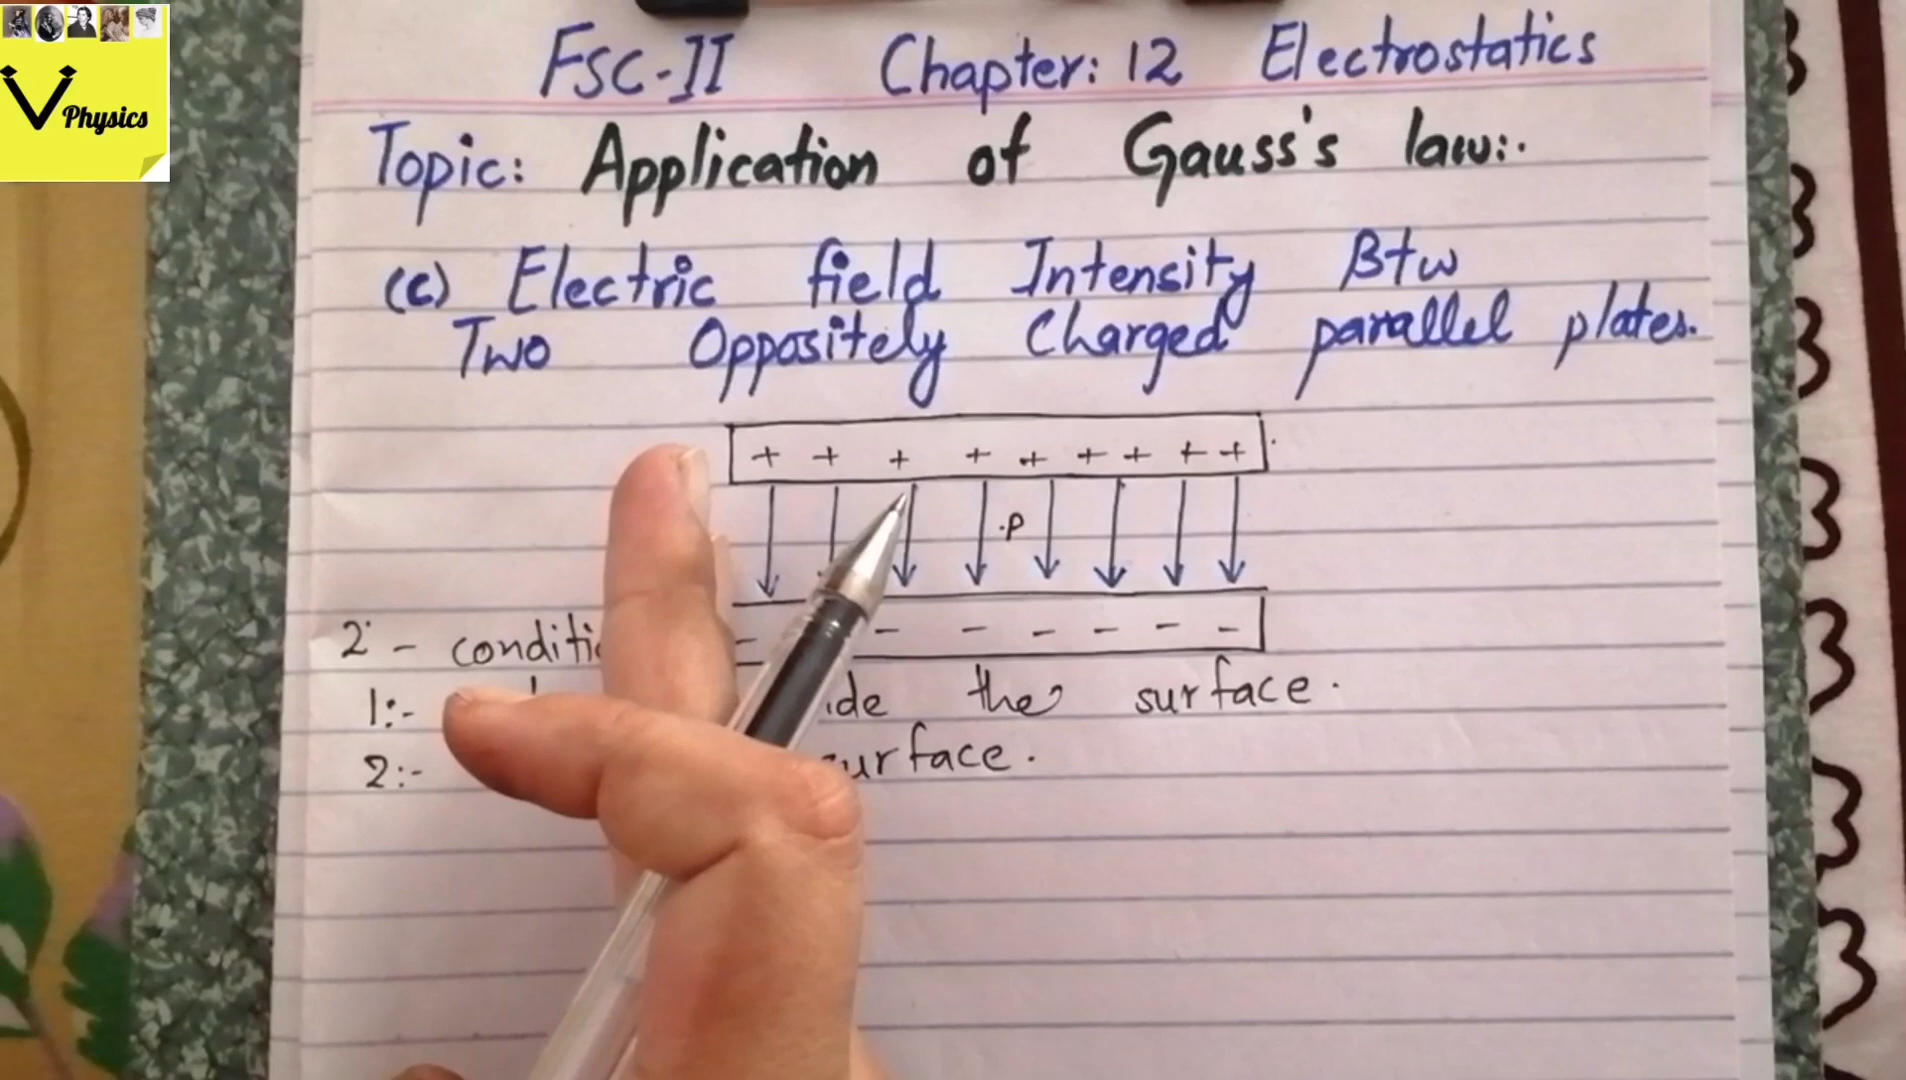 V Physics
FSC-II Chapter: 12 Electrostatics
Topic: Application of Gauss's law:.
(c) Electric field Intensity Btw
Two Oppositely Charged parallel plates.
+ + + + + + + + +
.P
- - - - - - -
2 - conditi
1:- ide the surface.
2:- surface.